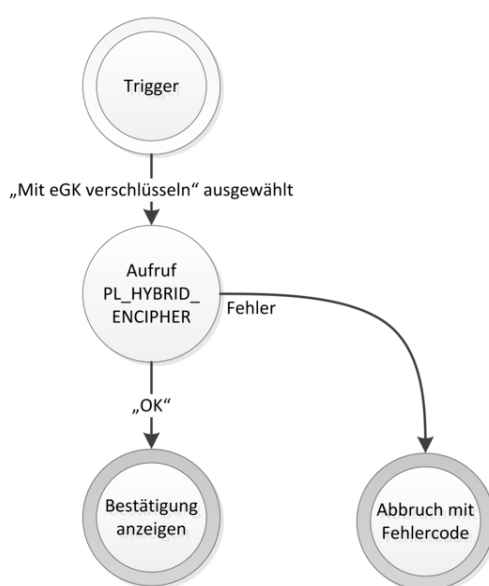 Trigger
„Mit eGK verschlüsseln“ ausgewählt
Aufruf
PL_HYBRID_
ENCIPHER
Fehler
„OK“
Bestätigung
anzeigen
Abbruch mit
Fehlercode